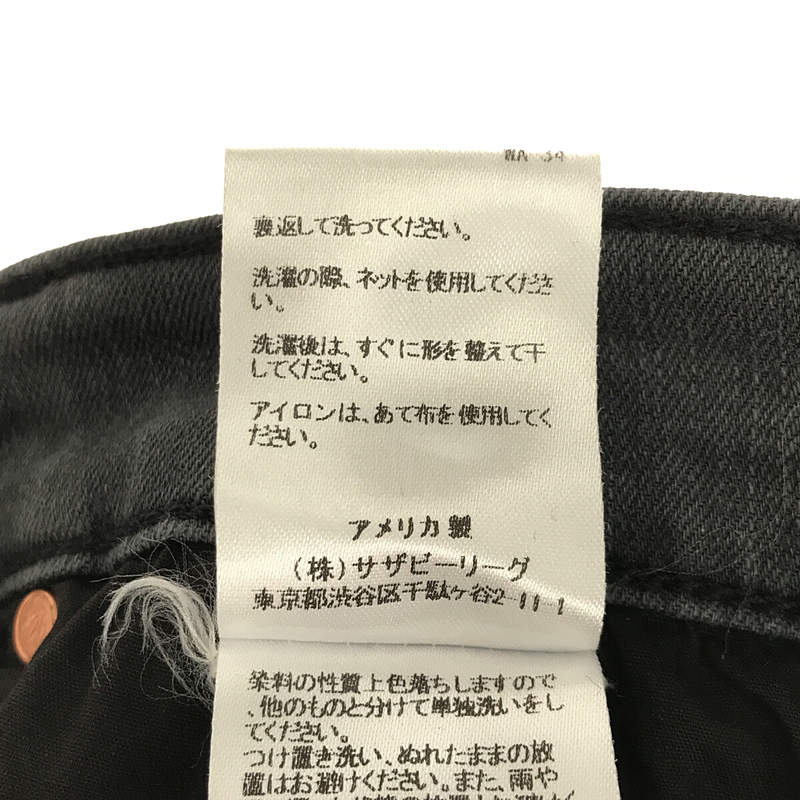 WA 34
裏返して洗ってください。
洗濯の際、ネットを使用してくださ
い。
洗濯後は、すぐに形を整えて干
してください。
アイロンは、あて布を使用してく
ださい。
アメリカ製
(株)サザビーリーグ
東京都渋谷区千駄ケ谷2-11-1
染料の性質上色落ちしますので
、他のものと分けて単独洗いをし
てください。
つけ置き洗い、ぬれたままの放
置はお避けください。また、雨や